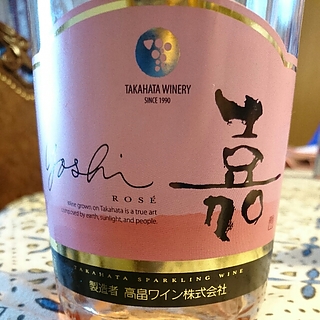 TAKAHATA WINERY
SINCE 1990
嘉
yoshi
ROSÉ
Wine grown, on Takahata is a true art
composed by earth, sunlight, and people.
TAKAHATA SPARKLING WINE
製造者 高畠ワイン株式会社